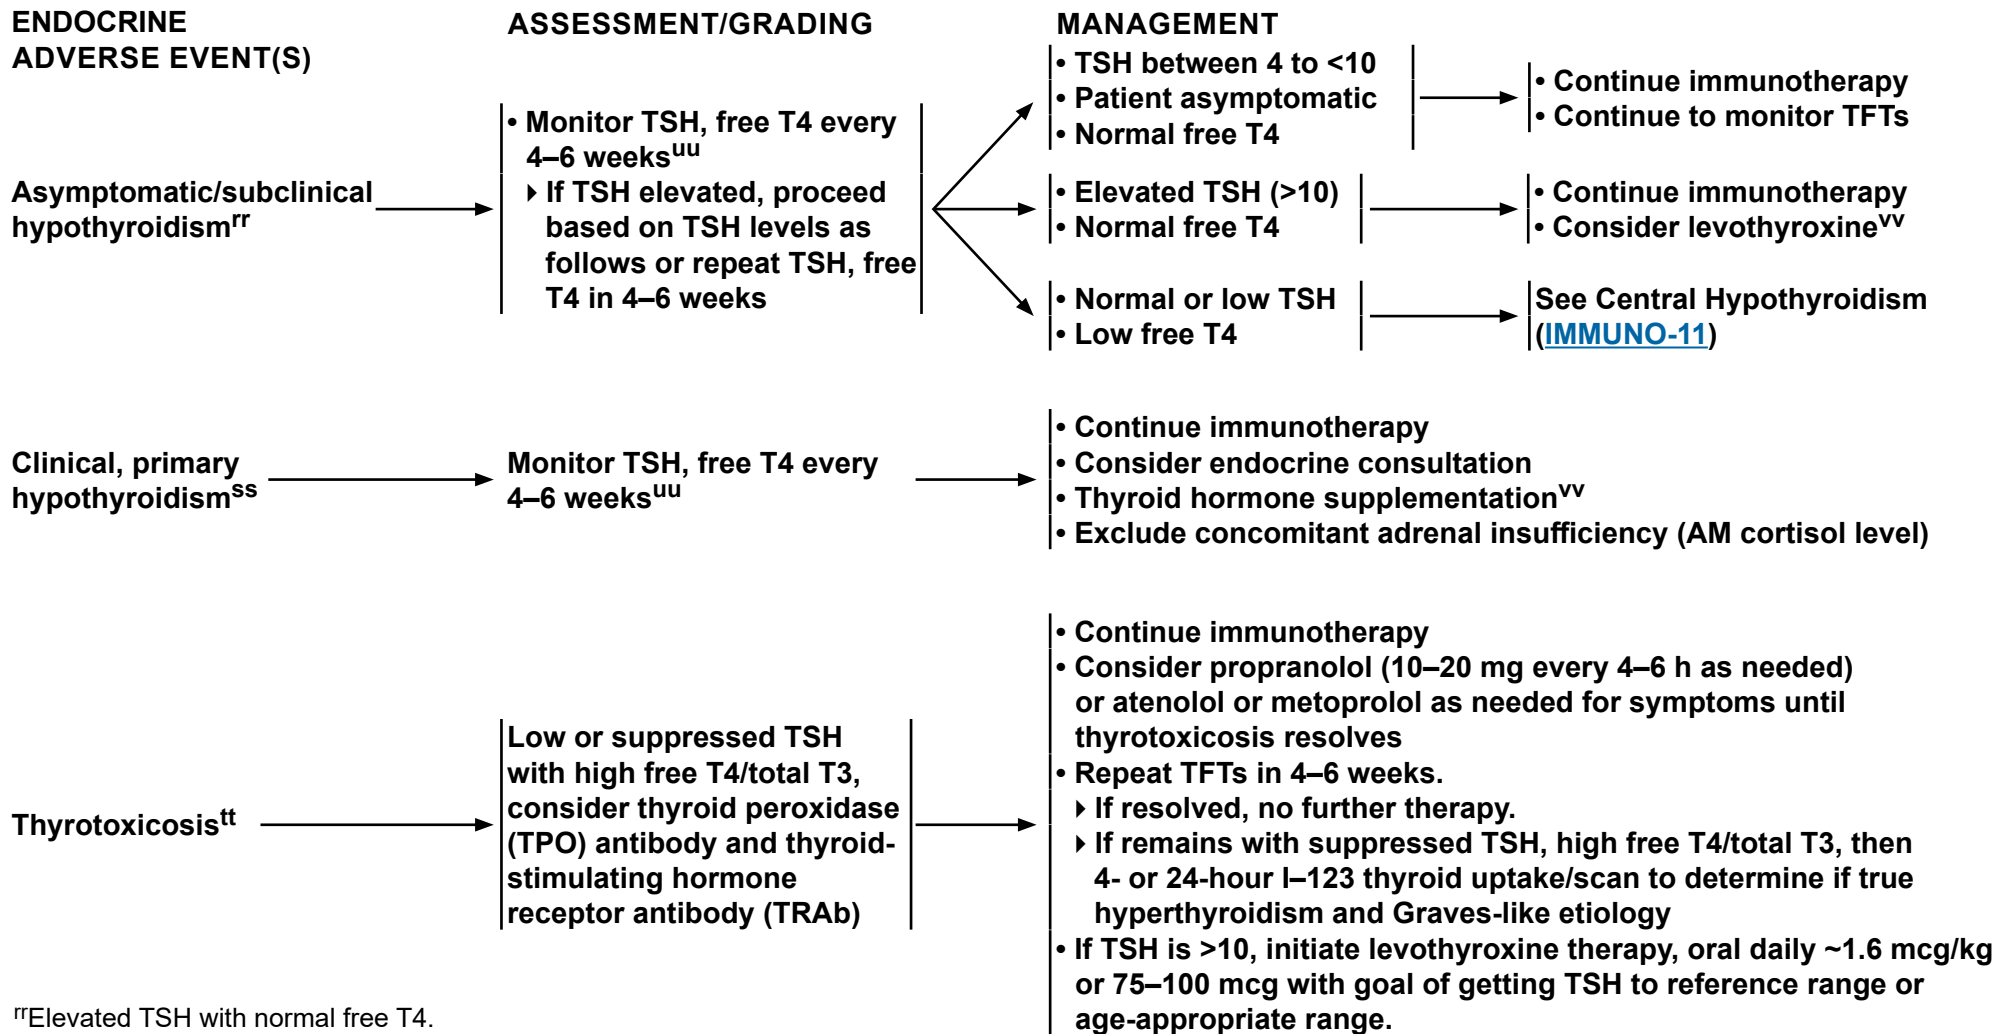 ENDOCRINE
ADVERSE EVENT(S)
ASSESSMENT/GRADING
MANAGEMENT
Asymptomatic/subclinical
hypothyroidismrr
• Monitor TSH, free T4 every
4–6 weeksuu
If TSH elevated, proceed
based on TSH levels as
follows or repeat TSH, free
T4 in 4–6 weeks
• TSH between 4 to <10
• Patient asymptomatic
• Normal free T4
• Continue immunotherapy
• Continue to monitor TFTs
• Elevated TSH (>10)
• Normal free T4
• Continue immunotherapy
• Consider levothyroxinevv
• Normal or low TSH
• Low free T4
See Central Hypothyroidism
(IMMUNO-11)
Clinical, primary
hypothyroidismss
Monitor TSH, free T4 every
4–6 weeksuu
• Continue immunotherapy
• Consider endocrine consultation
• Thyroid hormone supplementationvv
• Exclude concomitant adrenal insufficiency (AM cortisol level)
Thyrotoxicosistt
Low or suppressed TSH
with high free T4/total T3,
consider thyroid peroxidase
(TPO) antibody and thyroid-
stimulating hormone
receptor antibody (TRAb)
• Continue immunotherapy
• Consider propranolol (10–20 mg every 4–6 h as needed)
or atenolol or metoprolol as needed for symptoms until
thyrotoxicosis resolves
• Repeat TFTs in 4–6 weeks.
If resolved, no further therapy.
If remains with suppressed TSH, high free T4/total T3, then
4- or 24-hour I–123 thyroid uptake/scan to determine if true
hyperthyroidism and Graves-like etiology
• If TSH is >10, initiate levothyroxine therapy, oral daily ~1.6 mcg/kg
or 75–100 mcg with goal of getting TSH to reference range or
age-appropriate range.
rrElevated TSH with normal free T4.